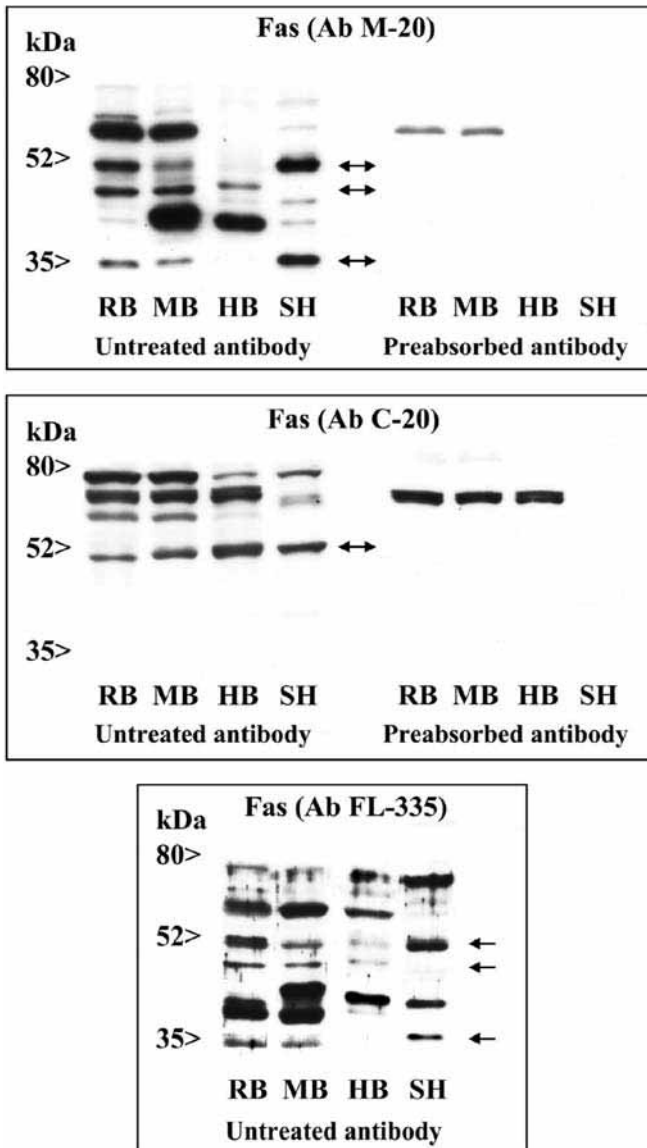 Fas (Ab M-20)
kDa
80>
52>
35>
RB MB HB SH RB MB HB SH
Untreated antibody Preabsorbed antibody
Fas (Ab C-20)
kDa
80>
52>
35>
RB MB HB SH RB MB HB SH
Untreated antibody Preabsorbed antibody
Fas (Ab FL-335)
kDa
80>
52>
35>
RB MB HB SH
Untreated antibody